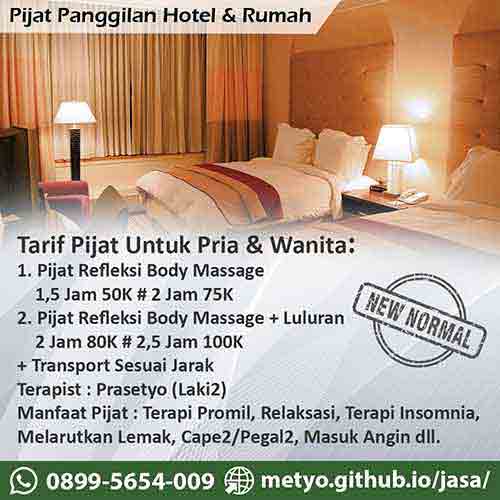 Pijat Panggilan Hotel & Rumah
Tarif Pijat Untuk Pria & Wanita:
1. Pijat Refleksi Body Massage
1,5 Jam 50K # 2 Jam 75K
2. Pijat Refleksi Body Massage + Luluran
2 Jam 80K # 2,5 Jam 100K
+ Transport Sesuai Jarak
Terapist : Prasetyo (Laki2)
Manfaat Pijat : Terapi Promil, Relaksasi, Terapi Insomnia,
Melarutkan Lemak, Cape2/Pegal2, Masuk Angin dll.
NEW NORMAL
0899-5654-009 metyo.github.io/jasa/